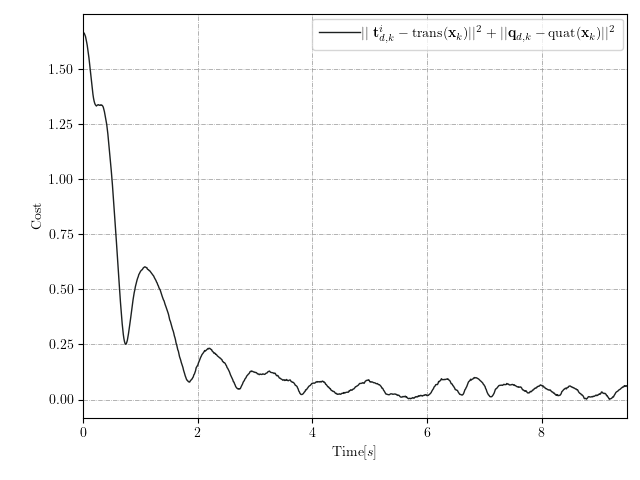 || t^i_{d,k} − trans(x_k)||² + ||q_{d,k} − quat(x_k)||²
1.50
1.25
1.00
0.75
0.50
0.25
0.00
Cost
0 2 4 6 8
Time[s]